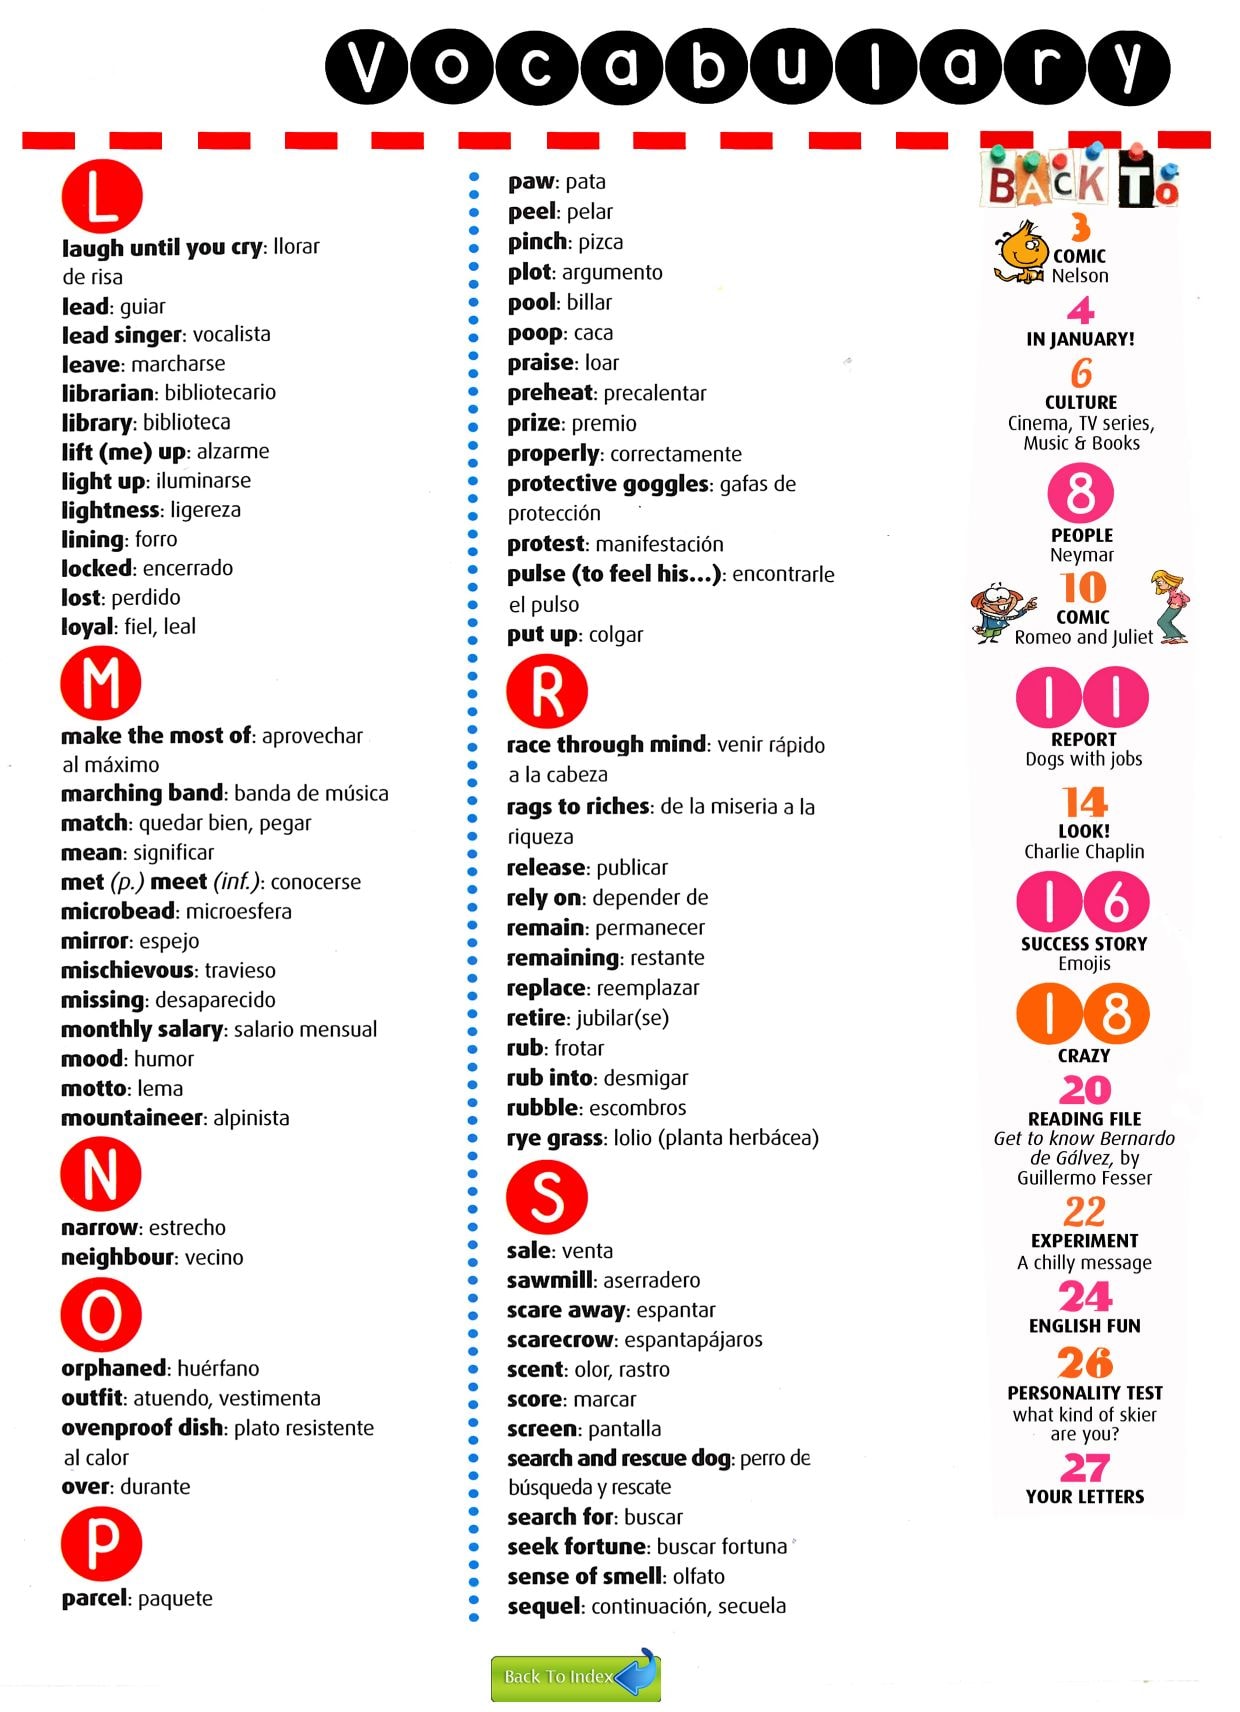 Vocabulary
L
laugh until you cry: llorar
de risa
lead: guiar
lead singer: vocalista
leave: marcharse
librarian: bibliotecario
library: biblioteca
lift (me) up: alzarme
light up: iluminarse
lightness: ligereza
lining: forro
locked: encerrado
lost: perdido
loyal: fiel, leal
M
make the most of: aprovechar
al máximo
marching band: banda de música
match: quedar bien, pegar
mean: significar
met (p.) meet (inf.): conocerse
microbead: microesfera
mirror: espejo
mischievous: travieso
missing: desaparecido
monthly salary: salario mensual
mood: humor
motto: lema
mountaineer: alpinista
N
narrow: estrecho
neighbour: vecino
O
orphaned: huérfano
outfit: atuendo, vestimenta
ovenproof dish: plato resistente
al calor
over: durante
P
parcel: paquete
paw: pata
peel: pelar
pinch: pizca
plot: argumento
pool: billar
poop: caca
praise: loar
preheat: precalentar
prize: premio
properly: correctamente
protective goggles: gafas de
protección
protest: manifestación
pulse (to feel his...): encontrarle
el pulso
put up: colgar
R
race through mind: venir rápido
a la cabeza
rags to riches: de la miseria a la
riqueza
release: publicar
rely on: depender de
remain: permanecer
remaining: restante
replace: reemplazar
retire: jubilar(se)
rub: frotar
rub into: desmigar
rubble: escombros
rye grass: lolio (planta herbácea)
S
sale: venta
sawmill: aserradero
scare away: espantar
scarecrow: espantapájaros
scent: olor, rastro
score: marcar
screen: pantalla
search and rescue dog: perro de
búsqueda y rescate
search for: buscar
seek fortune: buscar fortuna
sense of smell: olfato
sequel: continuación, secuela
BACK TO
3
COMIC
Nelson
4
IN JANUARY!
6
CULTURE
Cinema, TV series,
Music & Books
8
PEOPLE
Neymar
10
COMIC
Romeo and Juliet
11
REPORT
Dogs with jobs
14
LOOK!
Charlie Chaplin
16
SUCCESS STORY
Emojis
18
CRAZY
20
READING FILE
Get to know Bernardo
de Gálvez, by
Guillermo Fesser
22
EXPERIMENT
A chilly message
24
ENGLISH FUN
26
PERSONALITY TEST
what kind of skier
are you?
27
YOUR LETTERS
Back To Index